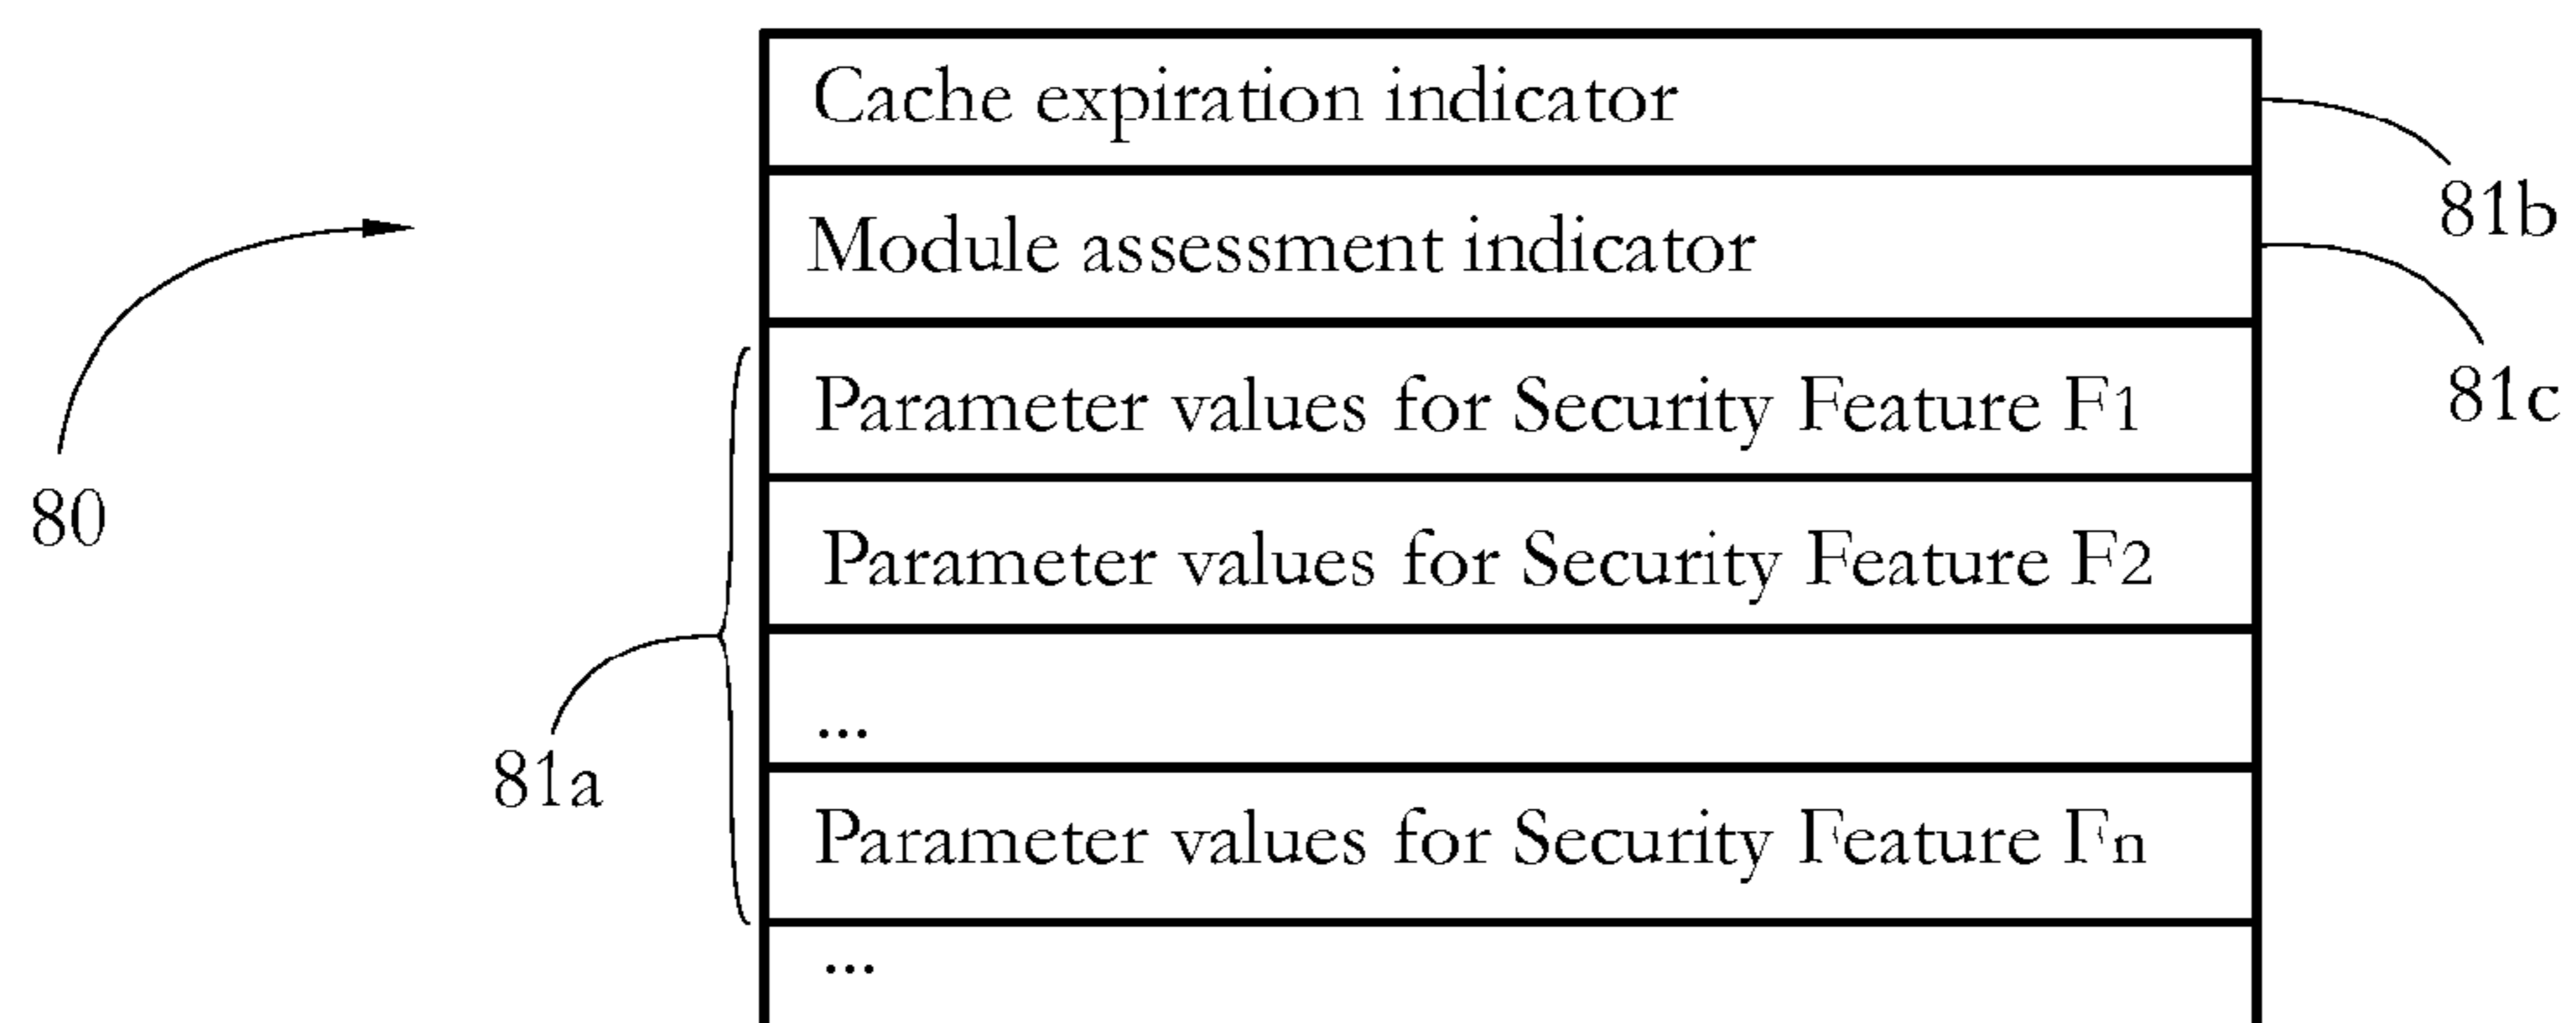 Cache expiration indicator
81b
Module assessment indicator
81c
Parameter values for Security Feature F1
80
Parameter values for Security Feature F2
...
81a
Parameter values for Security Feature Fn
...